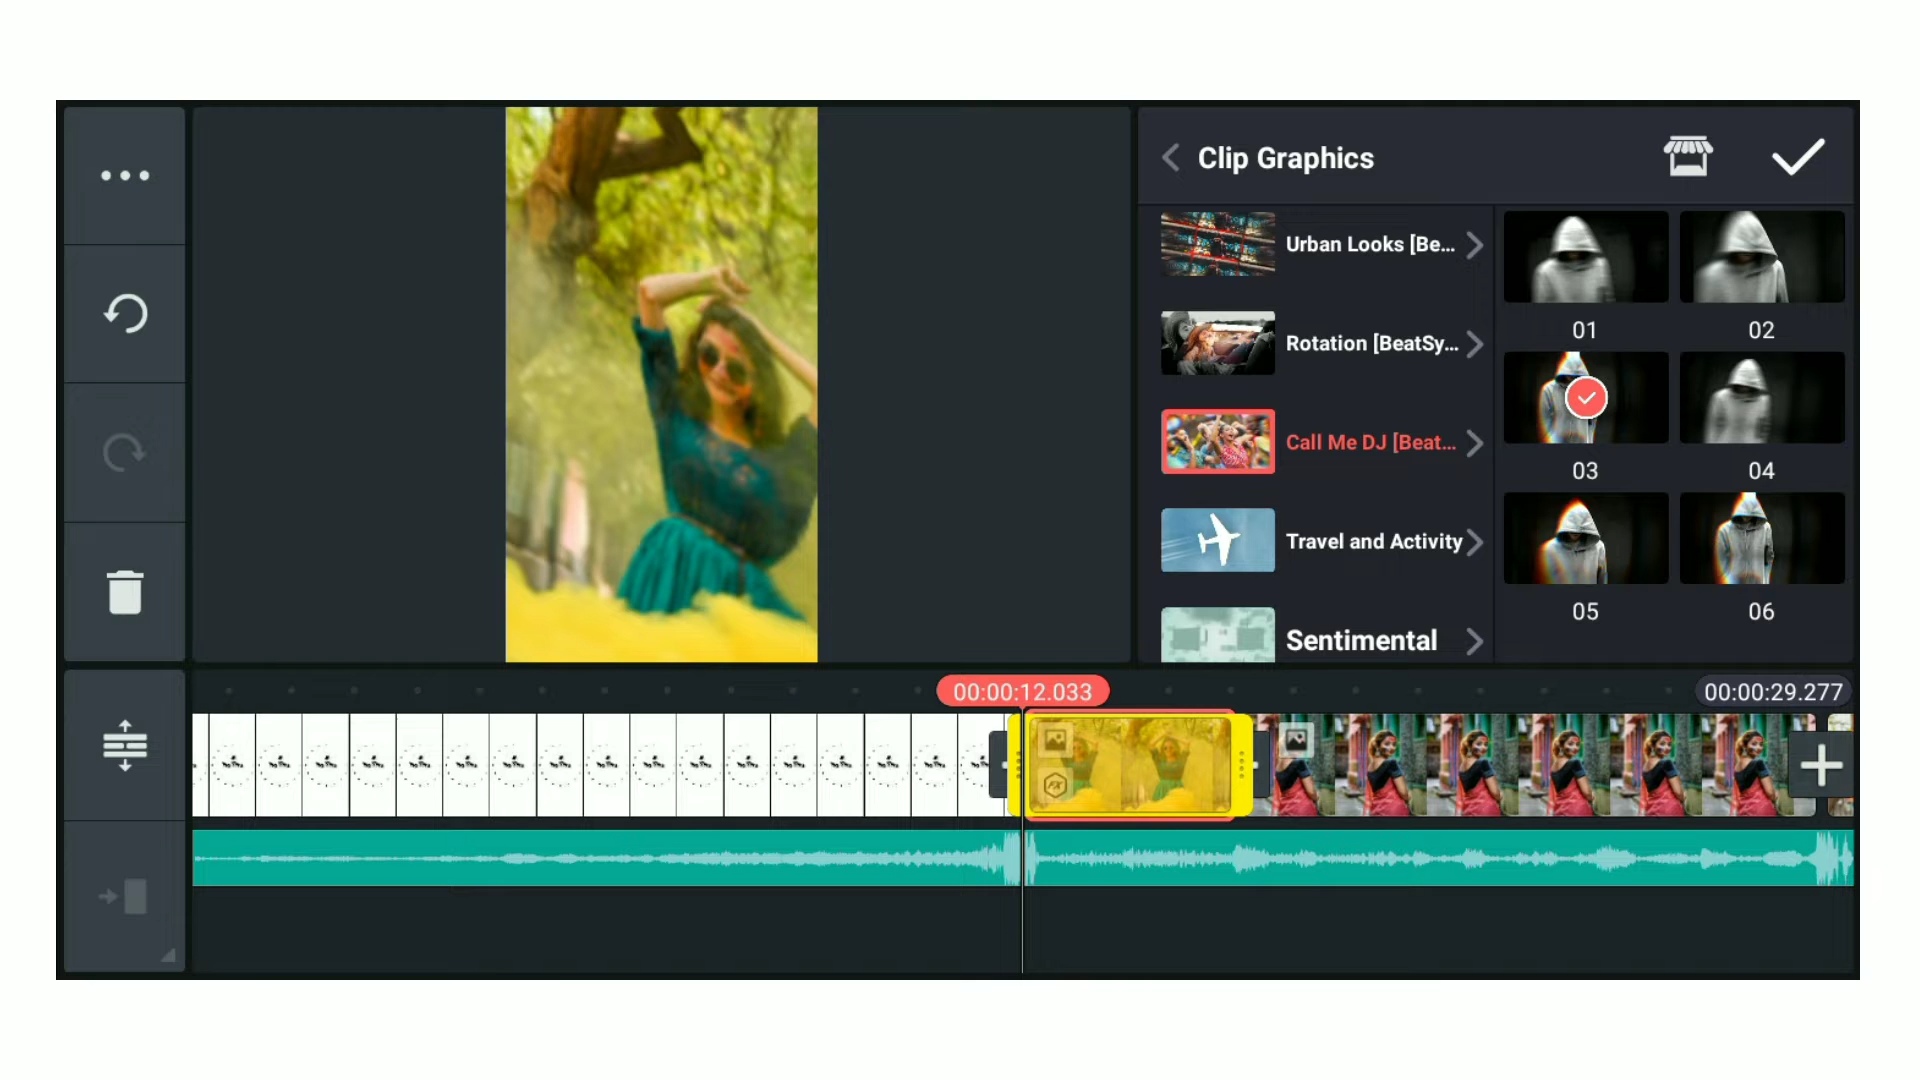 Clip Graphics
Urban Looks [Be...
Rotation [BeatSy...
Call Me DJ [Beat...
Travel and Activity
Sentimental
01
02
03
04
05
06
00:00:12.033
00:00:29.277
FX